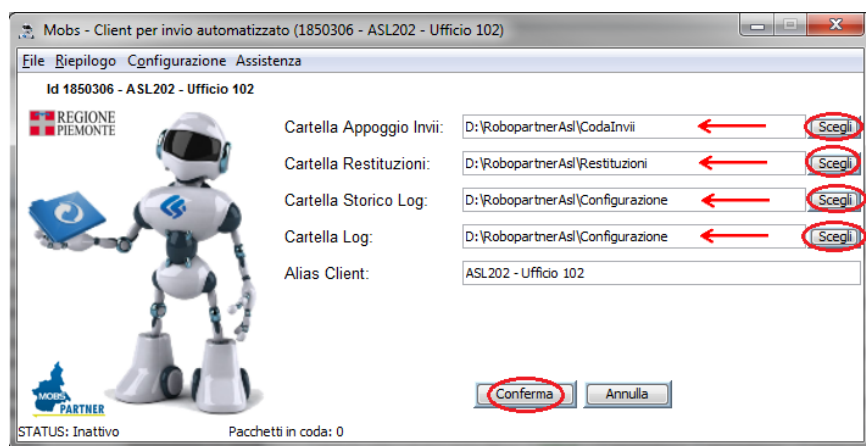 Mobs - Client per invio automatizzato (1850306 - ASL202 - Ufficio 102)
File Riepilogo Configurazione Assistenza
Id 1850306 - ASL202 - Ufficio 102
REGIONE
PIEMONTE
Cartella Appoggio Invii: D:\RobopartnerAsl\CodaInvii Scegli
Cartella Restituzioni: D:\RobopartnerAsl\Restituzioni Scegli
Cartella Storico Log: D:\RobopartnerAsl\Configurazione Scegli
Cartella Log: D:\RobopartnerAsl\Configurazione Scegli
Alias Client: ASL202 - Ufficio 102
Conferma Annulla
MOBS
PARTNER
STATUS: Inattivo Pacchetti in coda: 0